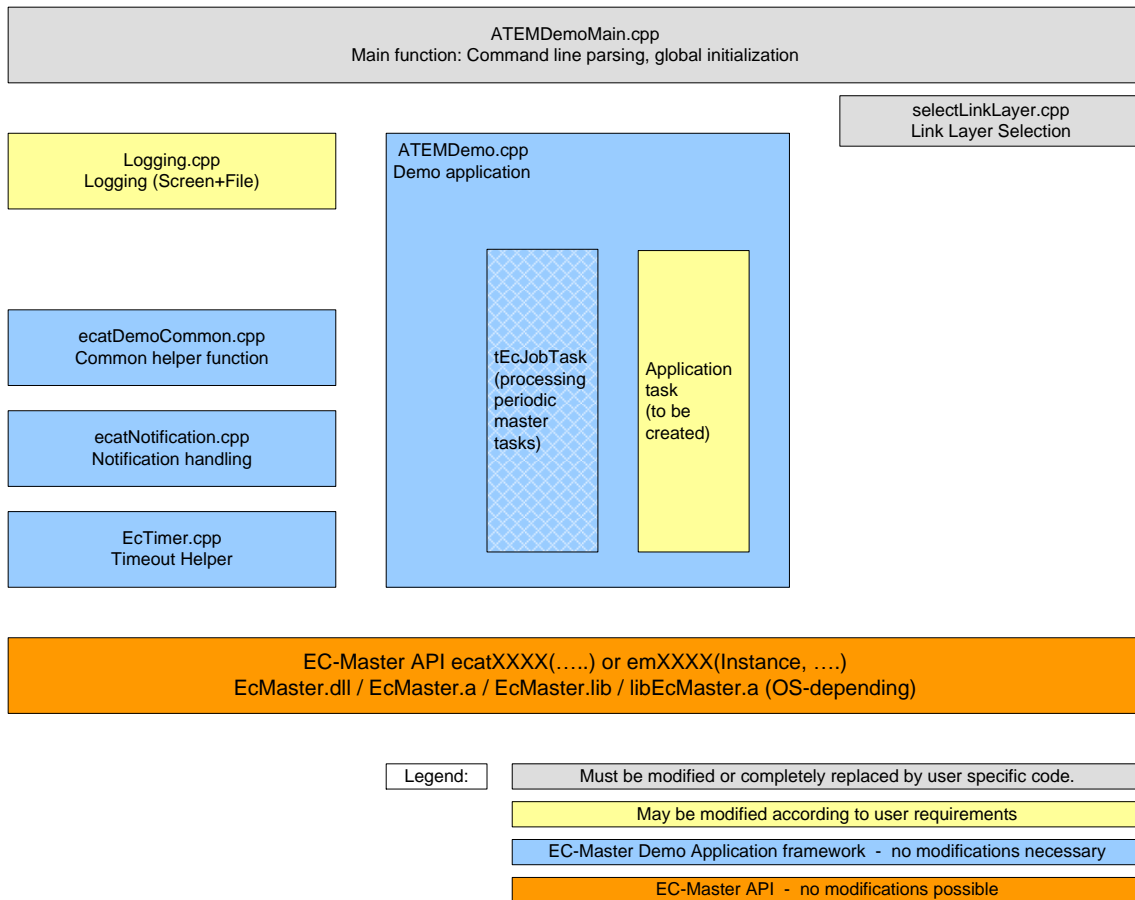 ATEMDemoMain.cpp
Main function: Command line parsing, global initialization
selectLinkLayer.cpp
Link Layer Selection
Logging.cpp
Logging (Screen+File)
ATEMDemo.cpp
Demo application
ecatDemoCommon.cpp
Common helper function
ecatNotification.cpp
Notification handling
EcTimer.cpp
Timeout Helper
tEcJobTask
(processing
periodic
master
tasks)
Application
task
(to be
created)
EC-Master API ecatXXXX(…..) or emXXXX(Instance, ….)
EcMaster.dll / EcMaster.a / EcMaster.lib / libEcMaster.a (OS-depending)
Legend:
Must be modified or completely replaced by user specific code.
May be modified according to user requirements
EC-Master Demo Application framework - no modifications necessary
EC-Master API - no modifications possible